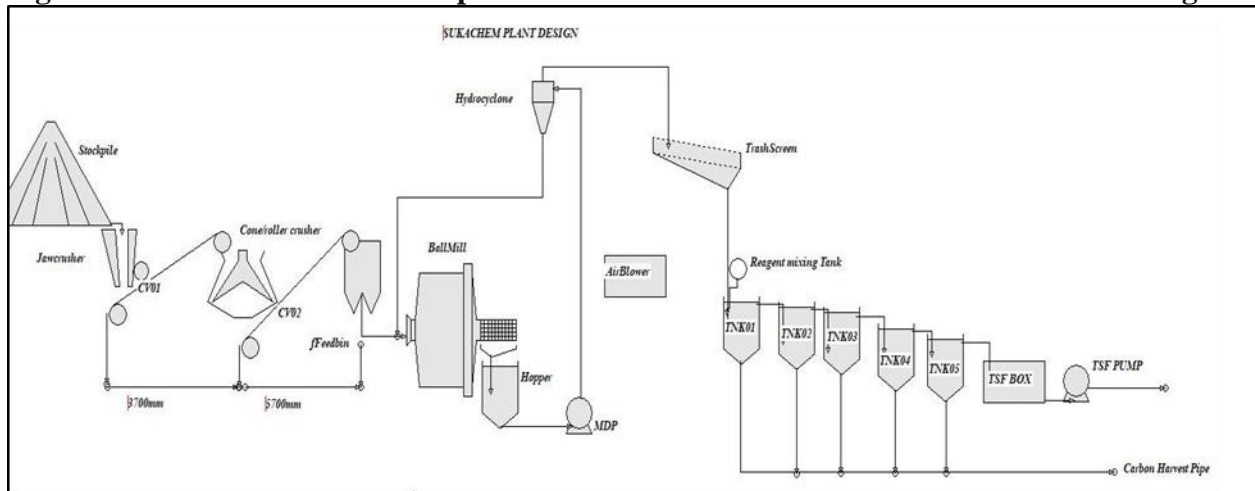 SUKACHEM PLANT DESIGN
Stockpile
Hydrocyclone
TrashScreen
Jawcrusher
Cone/roller crusher
CV01
CV02
BallMill
AirBlower
Reagent mixing Tank
fFeedbin
Hopper
MDP
TNK01
TNK02
TNK03
TNK04
TNK05
TSF BOX
TSF PUMP
3700mm
5700mm
Carbon Harvest Pipe